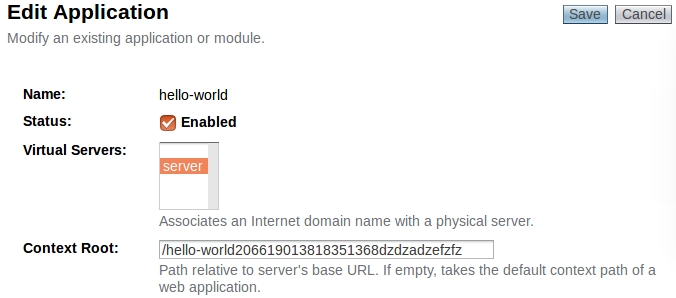 Edit Application
Save Cancel
Modify an existing application or module.
Name: hello-world
Status: Enabled
Virtual Servers: server
Associates an Internet domain name with a physical server.
Context Root: /hello-world206619013818351368dzdzadzefzfz
Path relative to server's base URL. If empty, takes the default context path of a
web application.